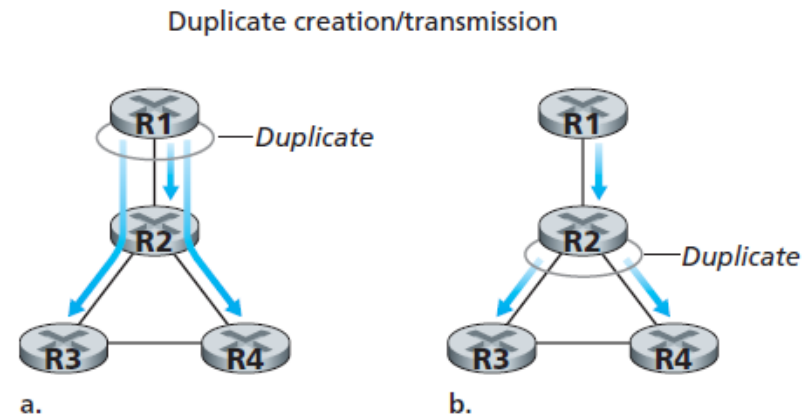 Duplicate creation/transmission
R1
Duplicate
R2
R3
R4
a.
R1
R2
Duplicate
R3
R4
b.